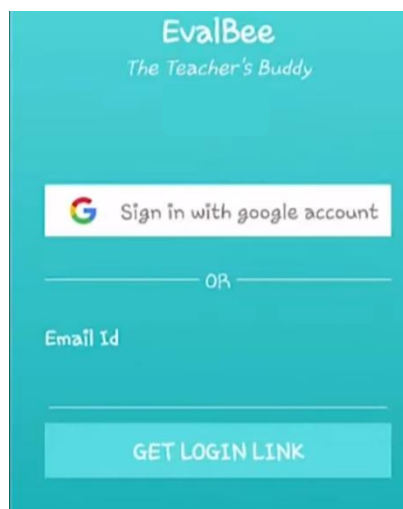 EvalBee
The Teacher's Buddy
Sign in with google account
OR
Email Id
GET LOGIN LINK